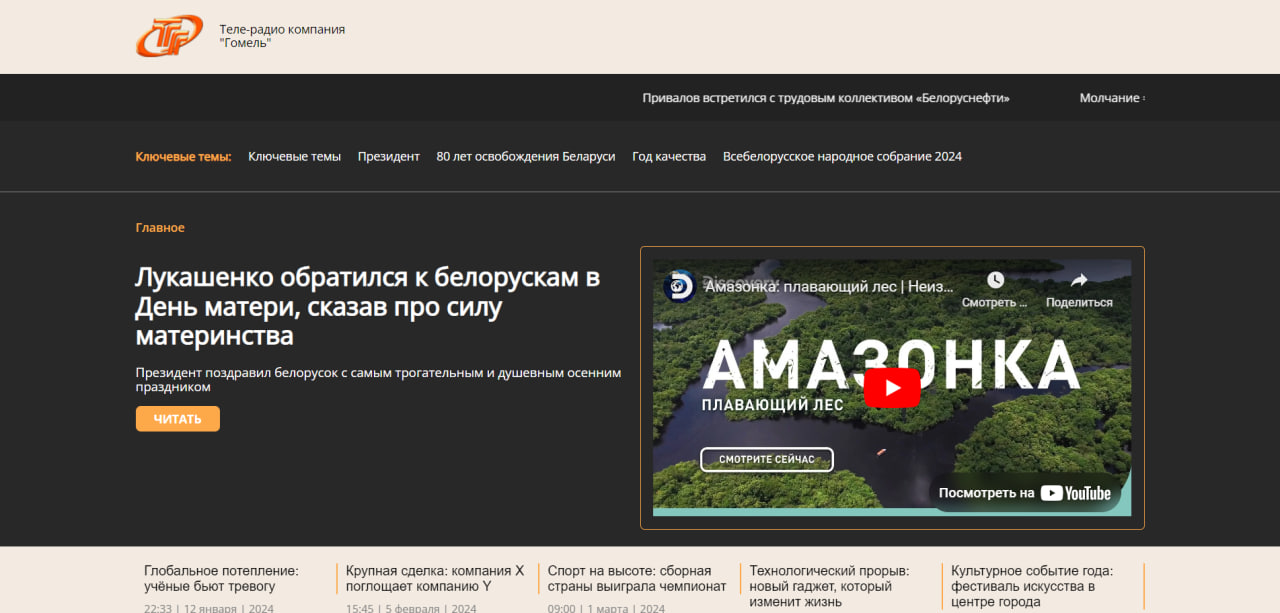 Теле-радио компания
"Гомель"
Привалов встретился с трудовым коллективом «Белоруснефти» Молчание
Ключевые темы: Ключевые темы Президент 80 лет освобождения Беларуси Год качества Всебелорусское народное собрание 2024
Главное
Лукашенко обратился к белорускам в
День матери, сказав про силу
материнства
Президент поздравил белорусок с самым трогательным и душевным осенним
праздником
ЧИТАТЬ
Discovery
Амазонка: плавающий лес | Неиз...
Смотреть ... Поделиться
АМАЗОНКА
ПЛАВАЮЩИЙ ЛЕС
СМОТРИТЕ СЕЙЧАС
Посмотреть на YouTube
Глобальное потепление:
учёные бьют тревогу
22:33 | 12 января | 2024
Крупная сделка: компания X
поглощает компанию Y
15:45 | 5 февраля | 2024
Спорт на высоте: сборная
страны выиграла чемпионат
09:00 | 1 марта | 2024
Технологический прорыв:
новый гаджет, который
изменит жизнь
Культурное событие года:
фестиваль искусства в
центре города